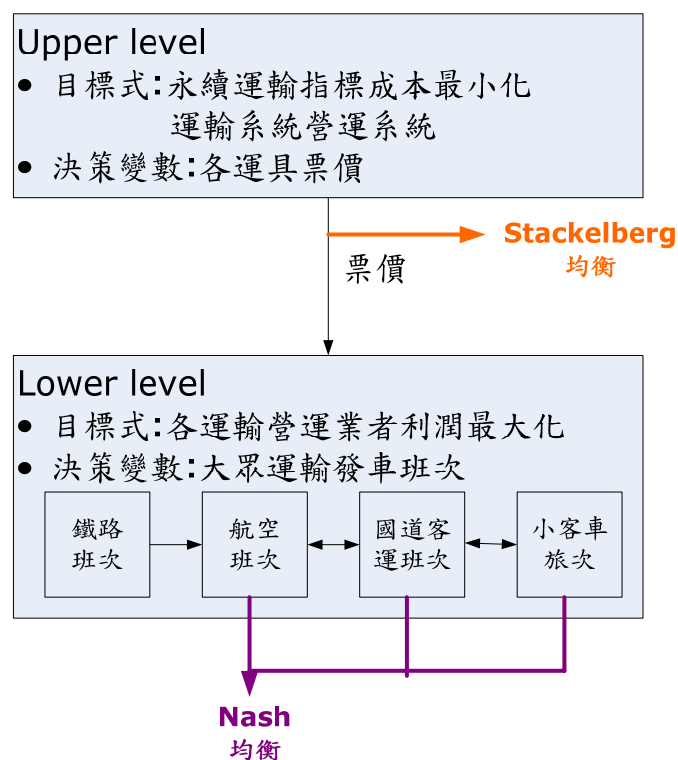 Upper level
• 目標式:永續運輸指標成本最小化
運輸系統營運系統
• 決策變數:各運具票價
Stackelberg
均衡
票價
Lower level
• 目標式:各運輸營運業者利潤最大化
• 決策變數:大眾運輸發車班次
鐵路
班次
航空
班次
國道客
運班次
小客車
旅次
Nash
均衡